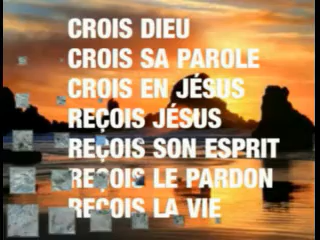 CROIS DIEU
CROIS SA PAROLE
CROIS EN JÉSUS
REÇOIS JÉSUS
REÇOIS SON ESPRIT
REÇOIS LE PARDON
REÇOIS LA VIE